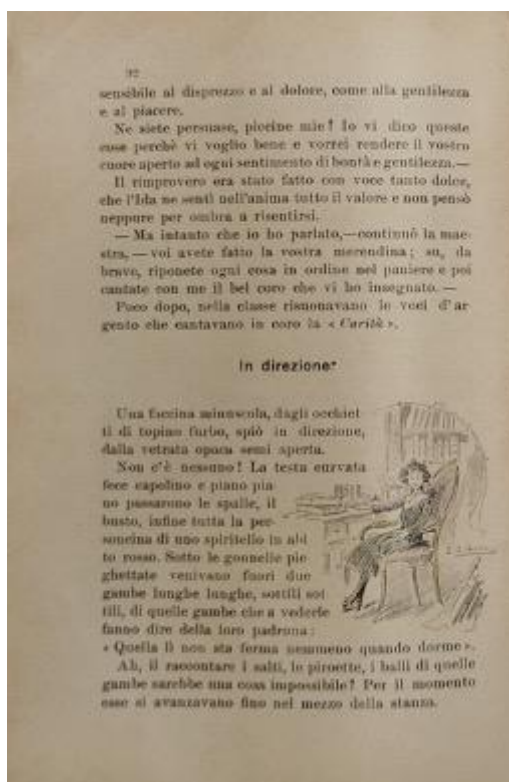 92
sensibile al disprezzo e al dolore, come alla gentilezza
e al piacere.
Ne siete persuase, piccine mie? Io vi dico queste
cose perchè vi voglio bene e vorrei rendere il vostro
cuore aperto ad ogni sentimento di bontà e gentilezza.—
Il rimprovero era stato fatto con voce tanto dolce,
che l'Ida ne sentì nell'anima tutto il valore e non pensò
neppure per ombra a risentirsi.
— Ma intanto che io ho parlato,—continuò la mae-
stra,— voi avete fatto la vostra merendina; su, da
brave, riponete ogni cosa in ordine nel paniere e poi
cantate con me il bel coro che vi ho insegnato. —
Poco dopo, nella classe risuonavano le voci d'ar
gento che cantavano in coro la « Carità ».
In direzione
Una faccina minuscola, dagli occhiet
ti di topino furbo, spiò in direzione,
dalla vetrata opaca semi aperta.
Non c'è nessuno! La testa curvata
fece capolino e piano pia
no passarono le spalle, il
busto, infine tutta la per-
soncina di uno spiritello in abi
to rosso. Sotto le gonnelle pie
ghettate venivano fuori due
gambe lunghe lunghe, sottili sot
tili, di quelle gambe che a vederle
fanno dire della loro padrona:
« Quella lì non sta ferma nemmeno quando dorme ».
Ah, il raccontare i salti, le piroette, i balli di quelle
gambe sarebbe una cosa impossibile! Per il momento
esse si avanzavano fino nel mezzo della stanza.